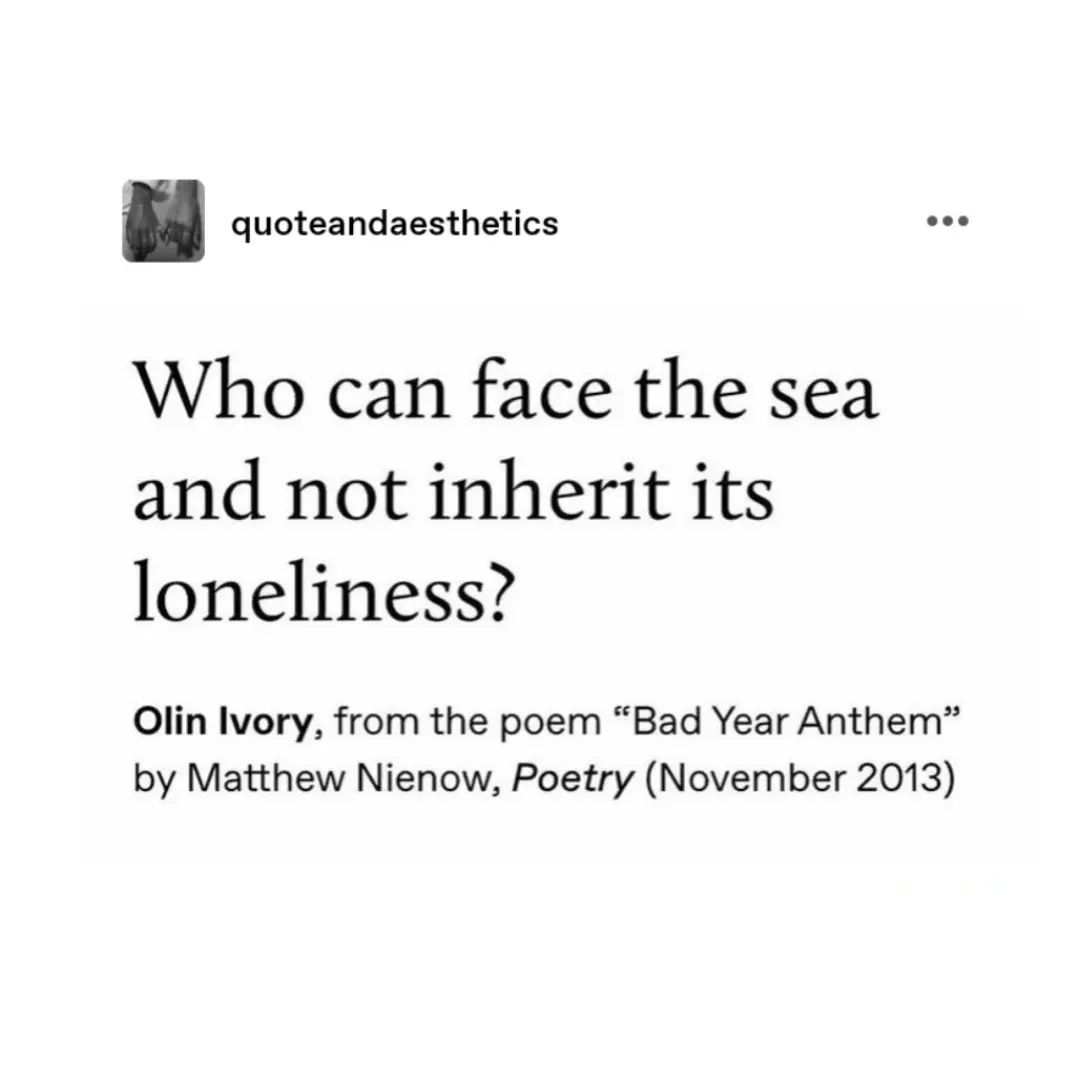 quoteandaesthetics
Who can face the sea
and not inherit its
loneliness?
Olin Ivory, from the poem “Bad Year Anthem”
by Matthew Nienow, Poetry (November 2013)